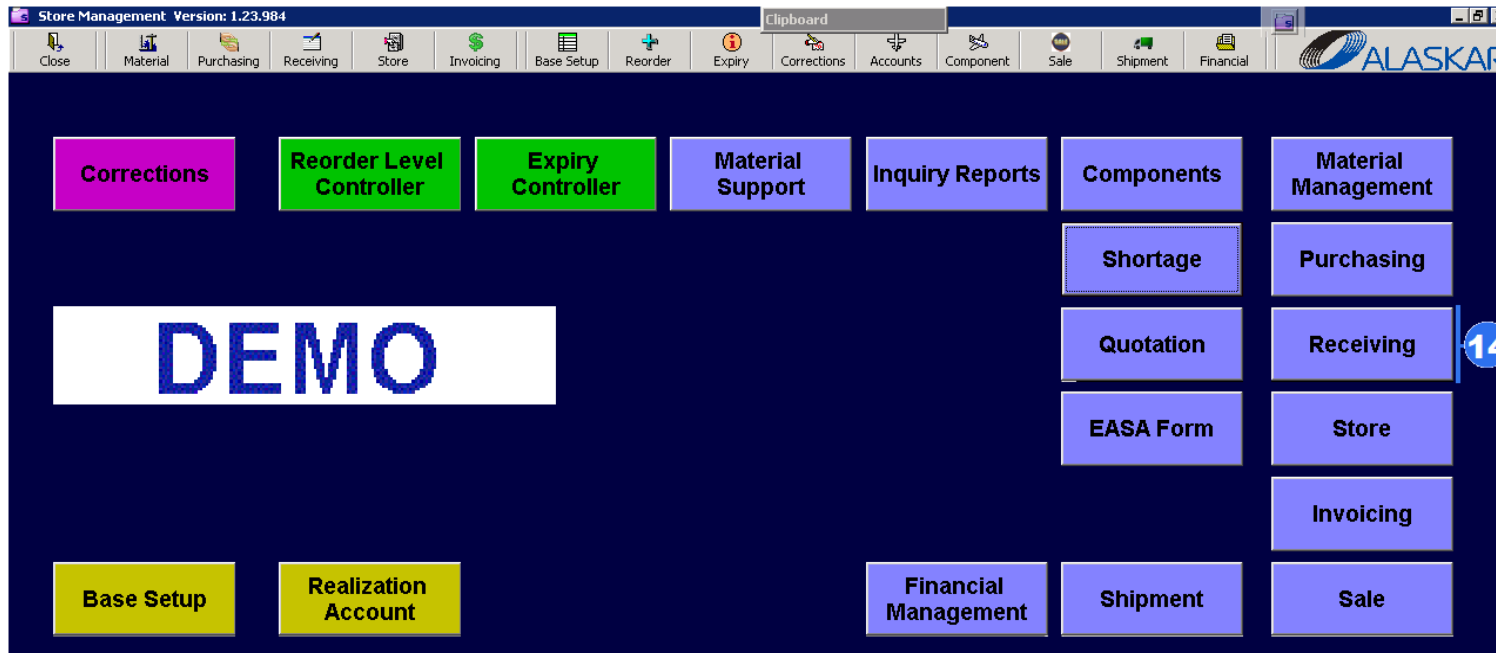 Store Management Version: 1.23.984
Clipboard
Close Material Purchasing Receiving Store Invoicing Base Setup Reorder Expiry Corrections Accounts Component Sale Shipment Financial
ALASKAR
Corrections
Reorder Level
Controller
Expiry
Controller
Material
Support
Inquiry Reports
Components
Material
Management
Shortage
Purchasing
DEMO
Quotation
Receiving
14
EASA Form
Store
Invoicing
Base Setup
Realization
Account
Financial
Management
Shipment
Sale